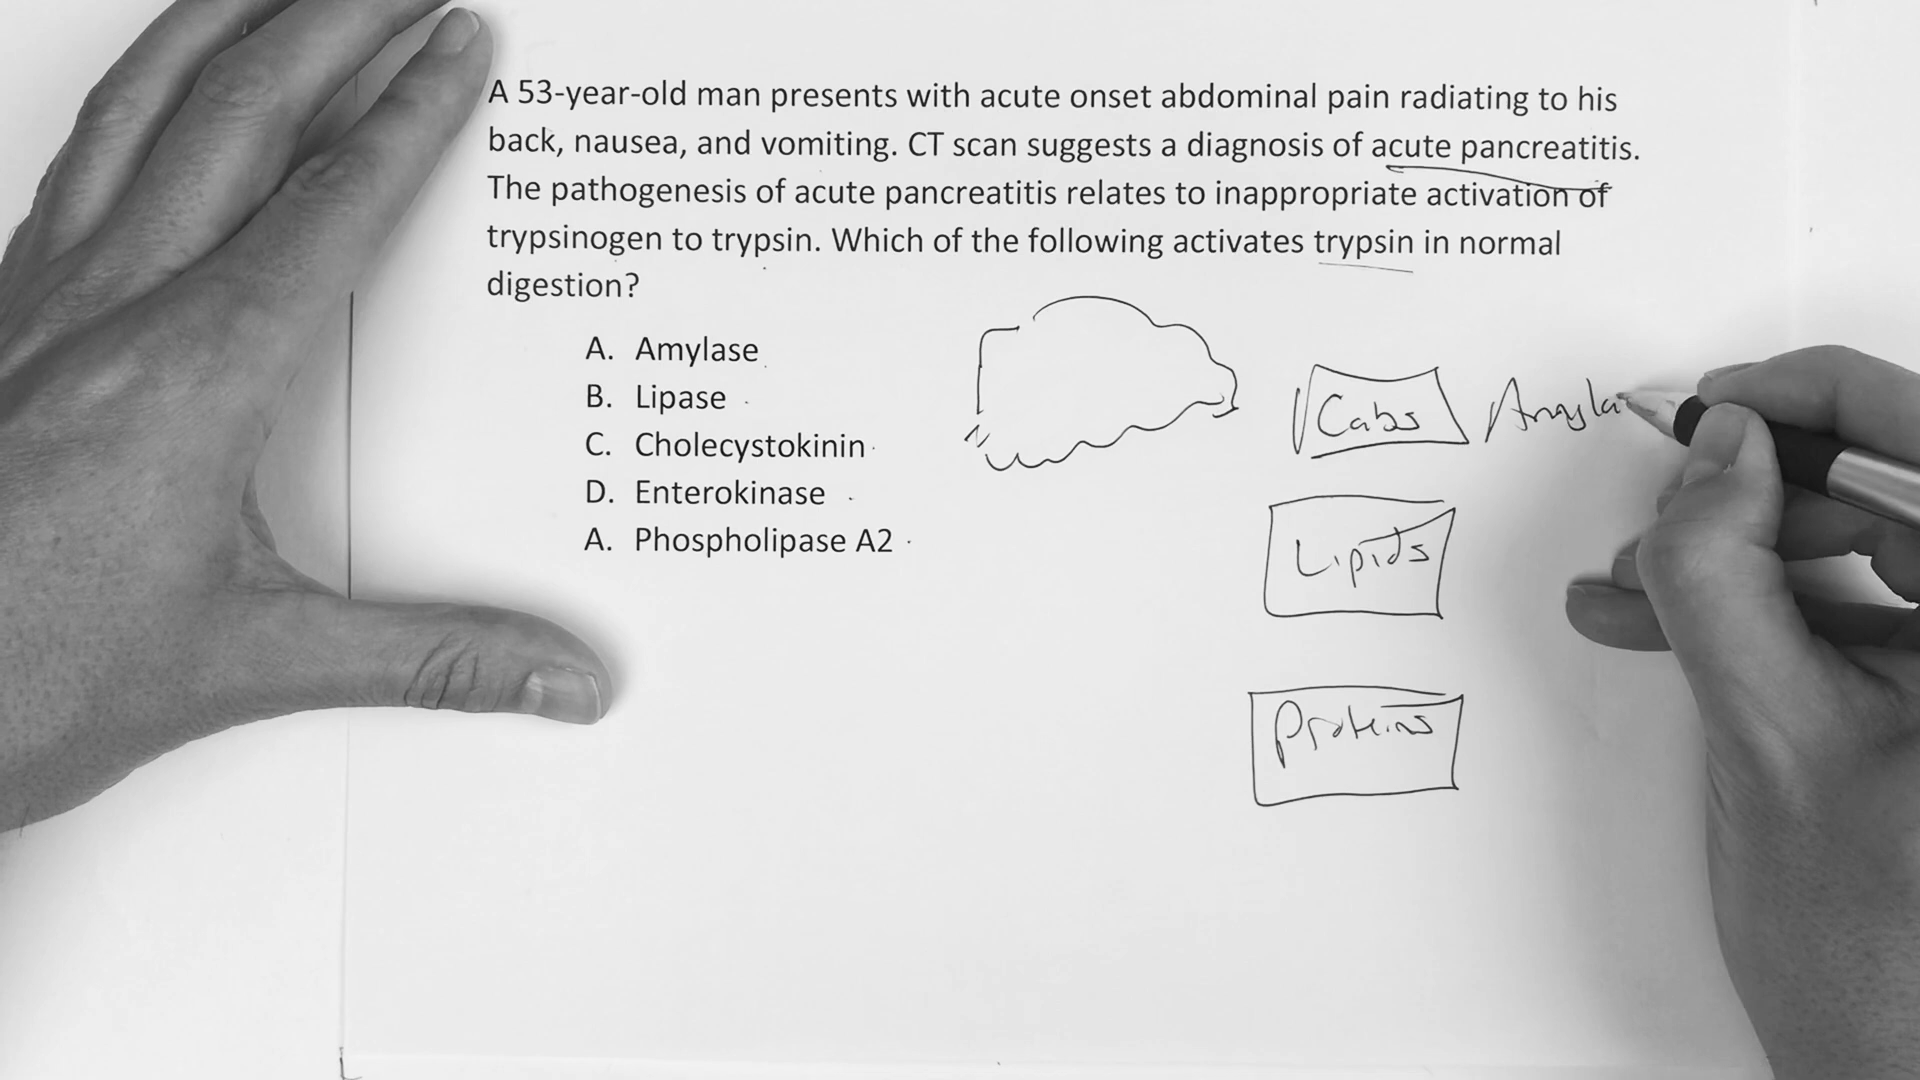 A 53-year-old man presents with acute onset abdominal pain radiating to his
back, nausea, and vomiting. CT scan suggests a diagnosis of acute pancreatitis.
The pathogenesis of acute pancreatitis relates to inappropriate activation of
trypsinogen to trypsin. Which of the following activates trypsin in normal
digestion?
A. Amylase
B. Lipase
C. Cholecystokinin
D. Enterokinase
A. Phospholipase A2
Cabs Amyla
Lipids
Proteins